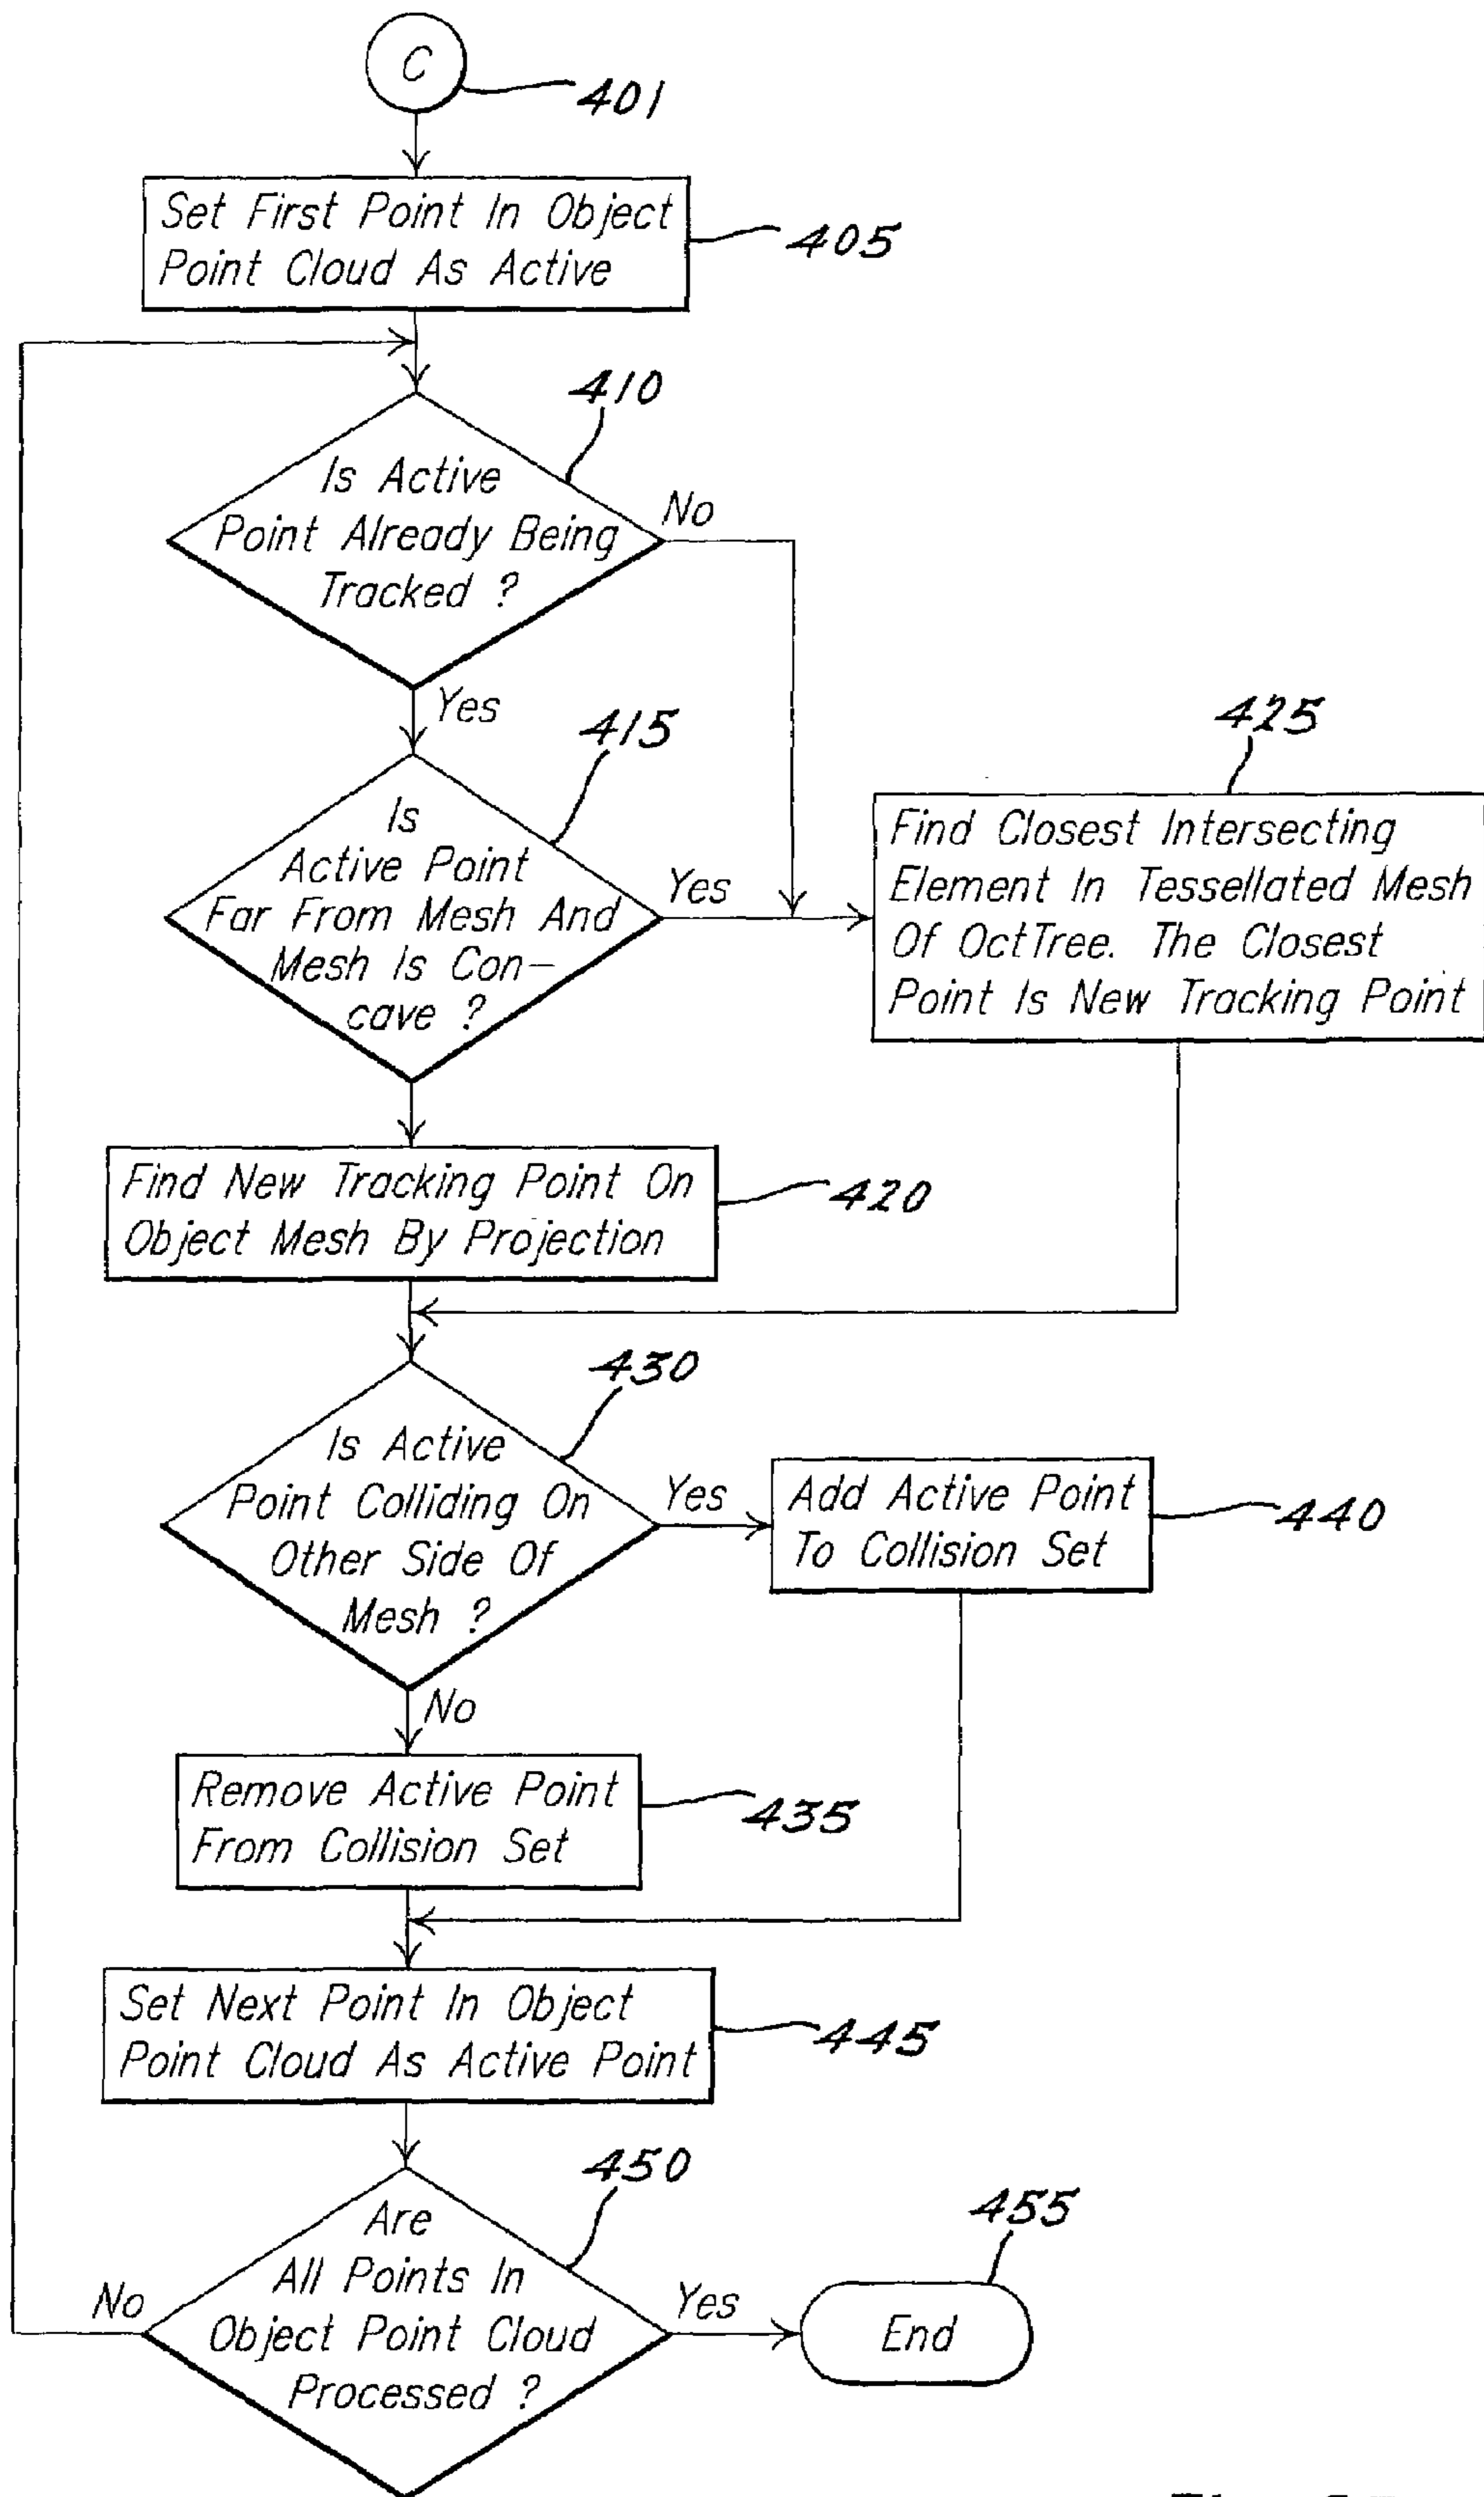 C
401
Set First Point In Object
Point Cloud As Active
405
410
Is Active
Point Already Being
Tracked ?
No
Yes
415
Is
Active Point
Far From Mesh And
Mesh Is Con-
cave ?
Yes
425
Find Closest Intersecting
Element In Tessellated Mesh
Of OctTree. The Closest
Point Is New Tracking Point
Find New Tracking Point On
Object Mesh By Projection
420
430
Is Active
Point Colliding On
Other Side Of
Mesh ?
Yes
Add Active Point
To Collision Set
440
No
Remove Active Point
From Collision Set
435
Set Next Point In Object
Point Cloud As Active Point
445
450
Are
All Points In
Object Point Cloud
Processed ?
No
Yes
455
End